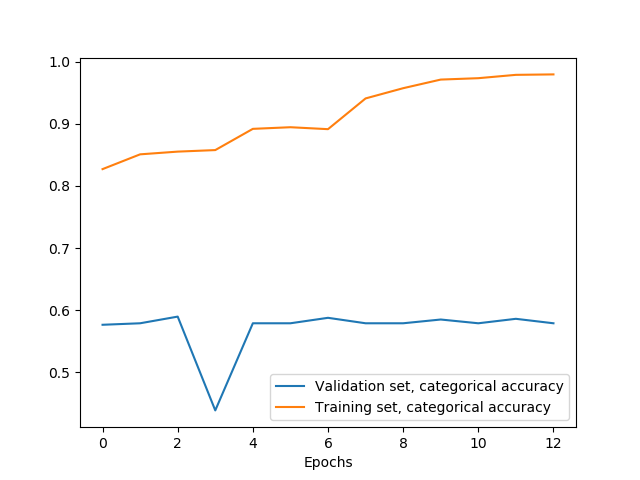 1.0
0.9
0.8
0.7
0.6
0.5
Validation set, categorical accuracy
Training set, categorical accuracy
0 2 4 6 8 10 12
Epochs